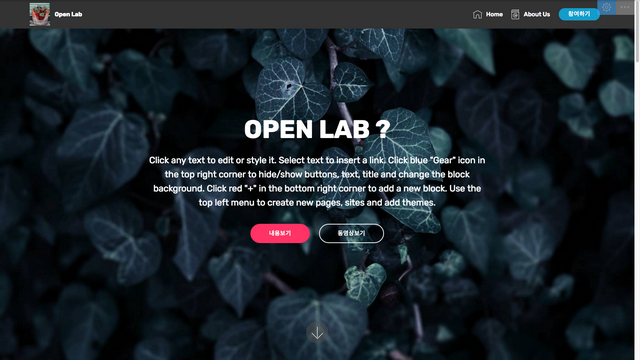 Open Lab
Home
About Us
참여하기
OPEN LAB ?
Click any text to edit or style it. Select text to insert a link. Click blue "Gear" icon in
the top right corner to hide/show buttons, text, title and change the block
background. Click red "+" in the bottom right corner to add a new block. Use the
top left menu to create new pages, sites and add themes.
내용보기
동영상보기